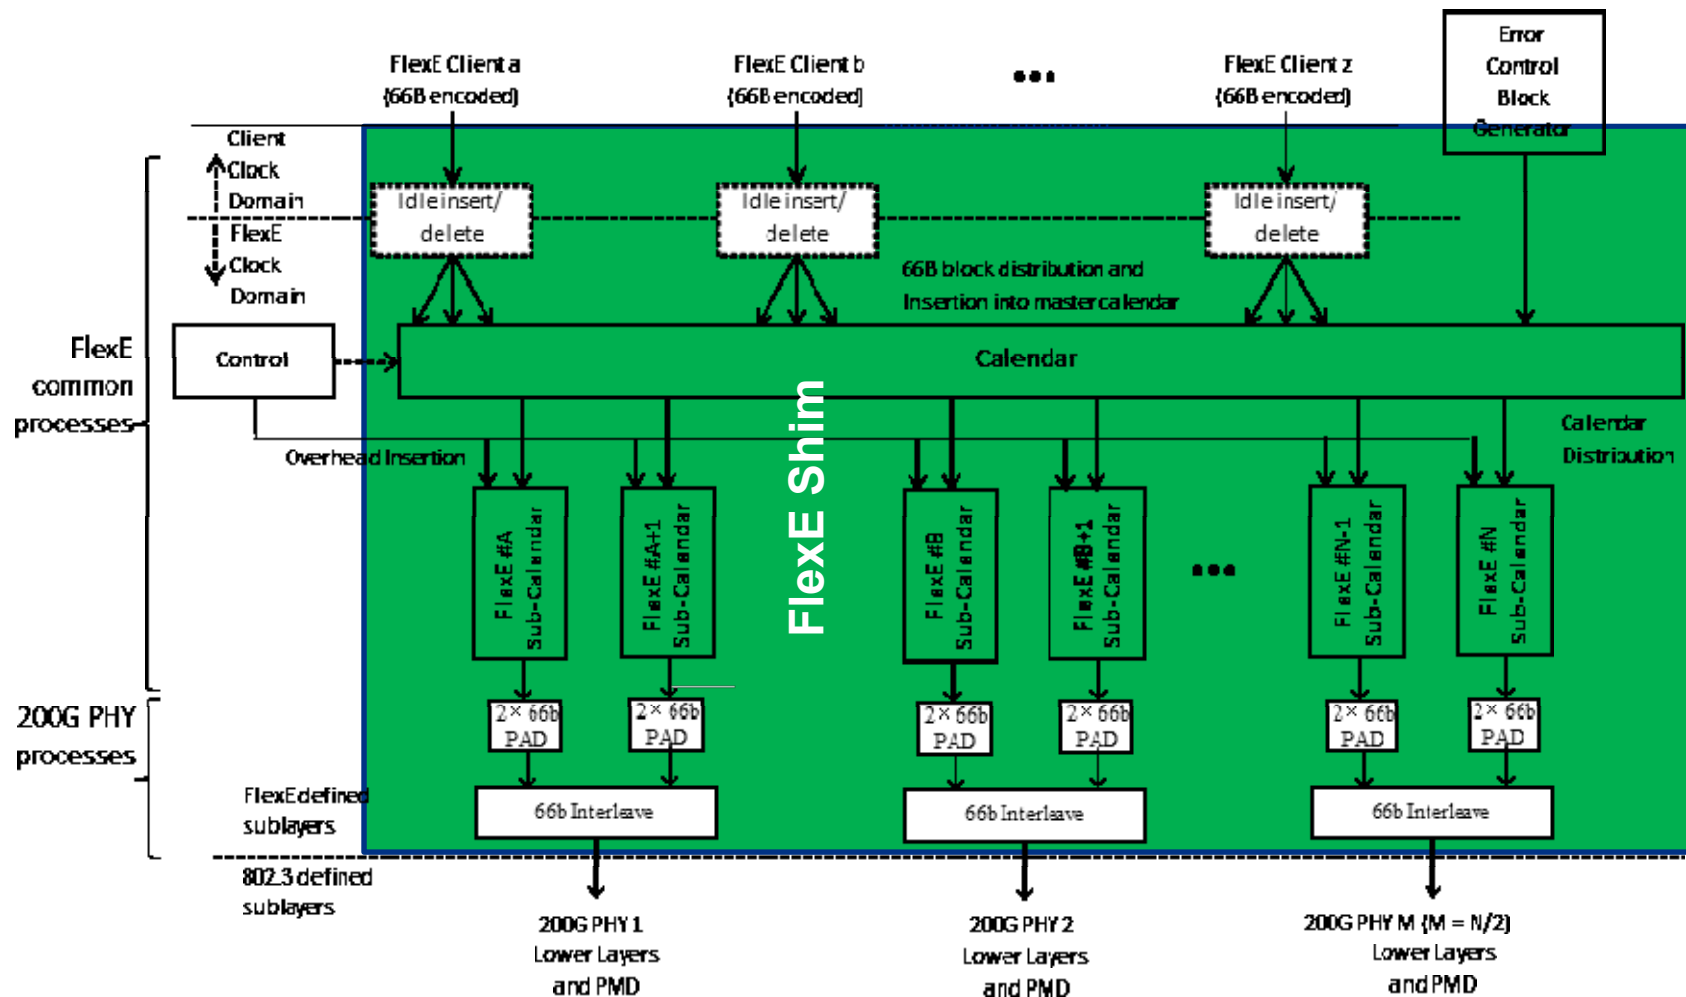 FlexE Client a
(66B encoded)
FlexE Client b
(66B encoded)
•••
FlexE Client z
(66B encoded)
Error
Control
Block
Generator
Client
Clock
Domain
FlexE
Clock
Domain
Idle insert/
delete
Idle insert/
delete
Idle insert/
delete
66B block distribution and
Insertion into master calendar
FlexE
common
processes
Control
Calendar
Overhead Insertion
Calendar
Distribution
FlexE Shim
FlexE #A
Sub-Calendar
FlexE #A+1
Sub-Calendar
FlexE #B
Sub-Calendar
FlexE #B+1
Sub-Calendar
•••
FlexE #N-1
Sub-Calendar
FlexE #N
Sub-Calendar
200G PHY
processes
2× 66b
PAD
2× 66b
PAD
2× 66b
PAD
2× 66b
PAD
2× 66b
PAD
2× 66b
PAD
FlexE defined
sublayers
66b Interleave
66b Interleave
66b Interleave
802.3 defined
sublayers
200G PHY 1
Lower Layers
and PMD
200G PHY 2
Lower Layers
and PMD
200G PHY M (M = N/2)
Lower Layers
and PMD